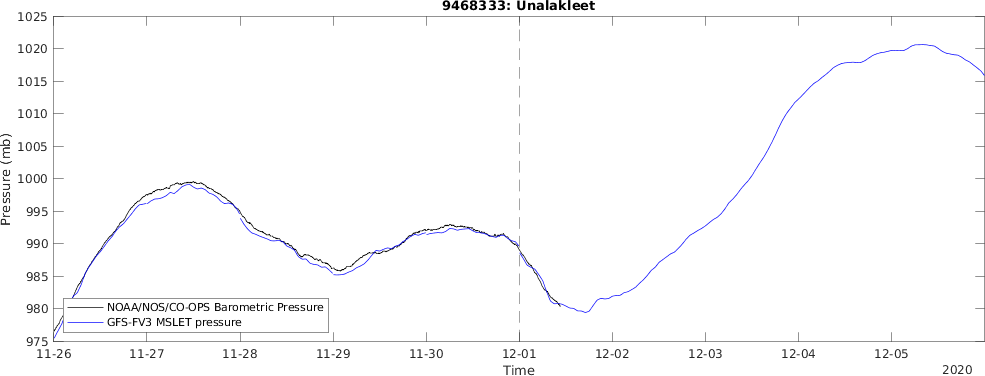 9468333: Unalakleet
Pressure (mb)
1025
1020
1015
1010
1005
1000
995
990
985
980
975
NOAA/NOS/CO-OPS Barometric Pressure
GFS-FV3 MSLET pressure
11-26 11-27 11-28 11-29 11-30 12-01 12-02 12-03 12-04 12-05
Time
2020